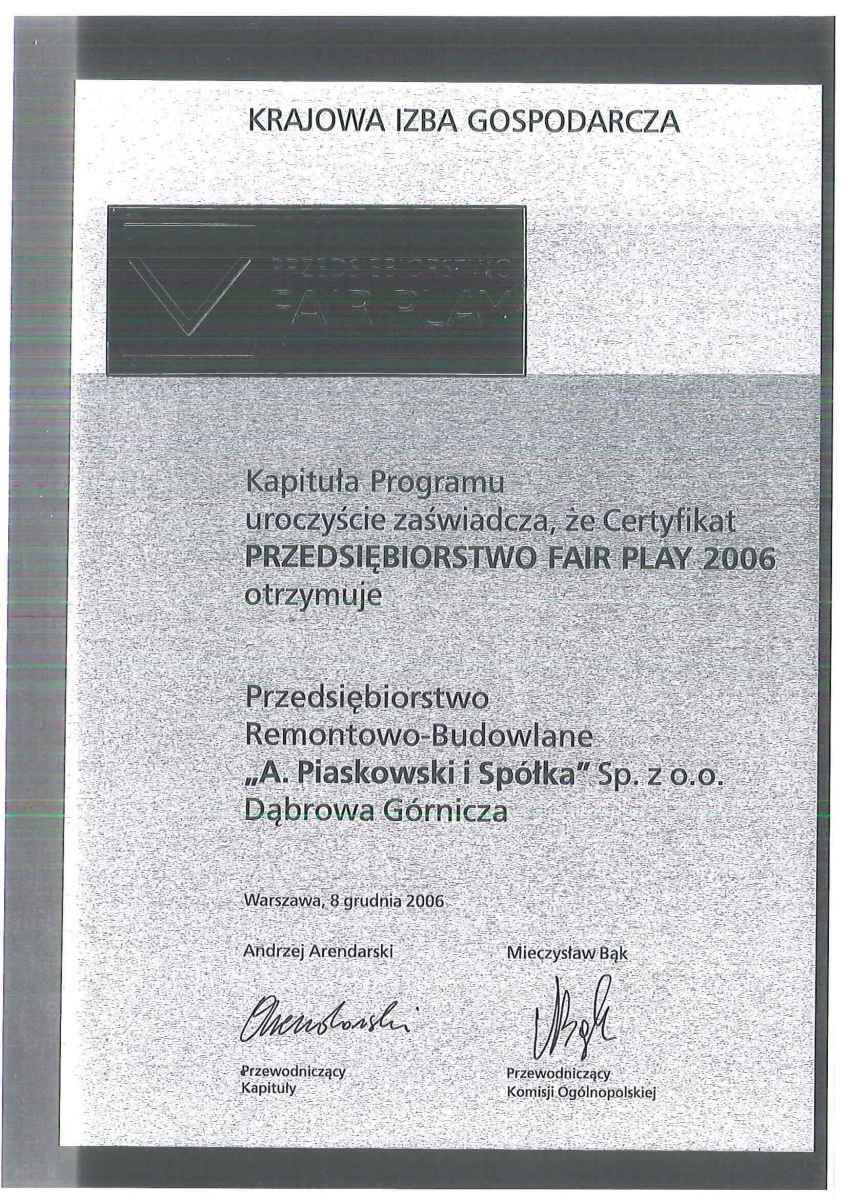 KRAJOWA IZBA GOSPODARCZA
PRZEDSIĘBIORSTWO
FAIR PLAY
Kapituła Programu
uroczyście zaświadcza, że Certyfikat
PRZEDSIĘBIORSTWO FAIR PLAY 2006
otrzymuje
Przedsiębiorstwo
Remontowo-Budowlane
„A. Piaskowski i Spółka” Sp. z o.o.
Dąbrowa Górnicza
Warszawa, 8 grudnia 2006
Andrzej Arendarski Mieczysław Bąk
Arendarski MBąk
Przewodniczący Przewodniczący
Kapituły Komisji Ogólnopolskiej